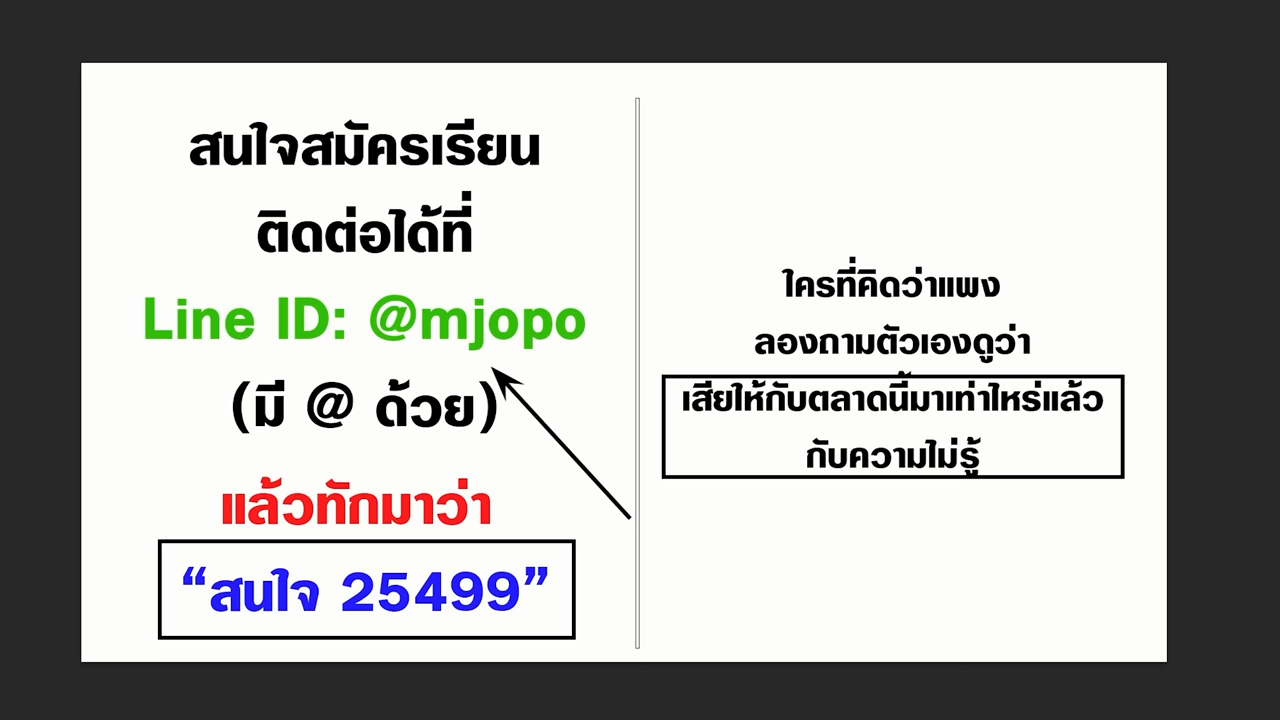 สนใจสมัครเรียน
ติดต่อได้ที่
Line ID: @mjopo
(มี @ ด้วย)
แล้วทักมาว่า
“สนใจ 25499”
ใครที่คิดว่าแพง
ลองถามตัวเองดูว่า
เสียให้กับตลาดนี้มาเท่าไหร่แล้ว
กับความไม่รู้